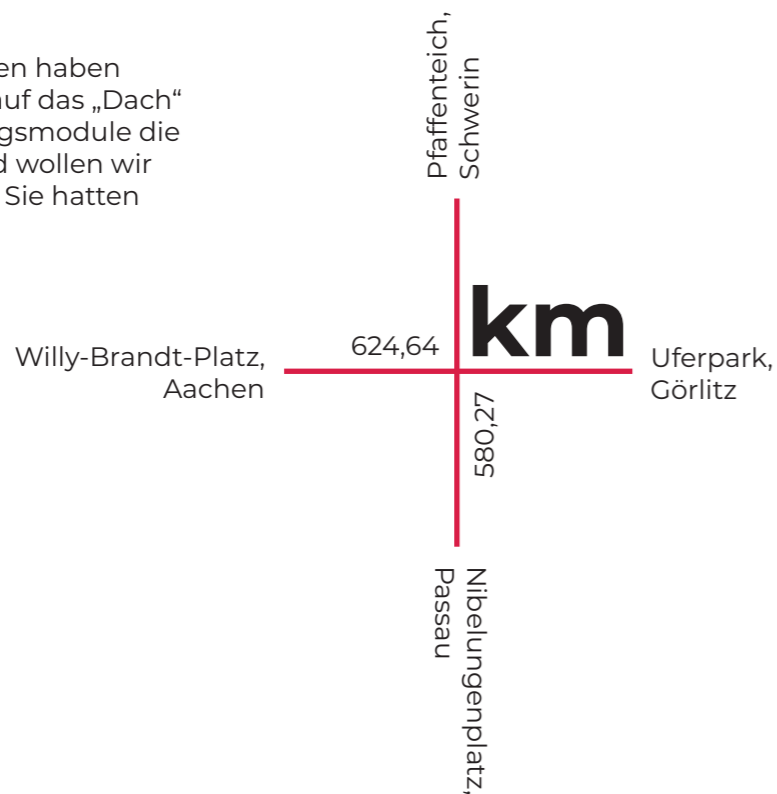 en haben
auf das „Dach“
gsmodule die
d wollen wir
Sie hatten
Pfaffenteich,
Schwerin
km
624,64
Willy-Brandt-Platz,
Aachen
Uferpark,
Görlitz
580,27
Nibelungenplatz,
Passau